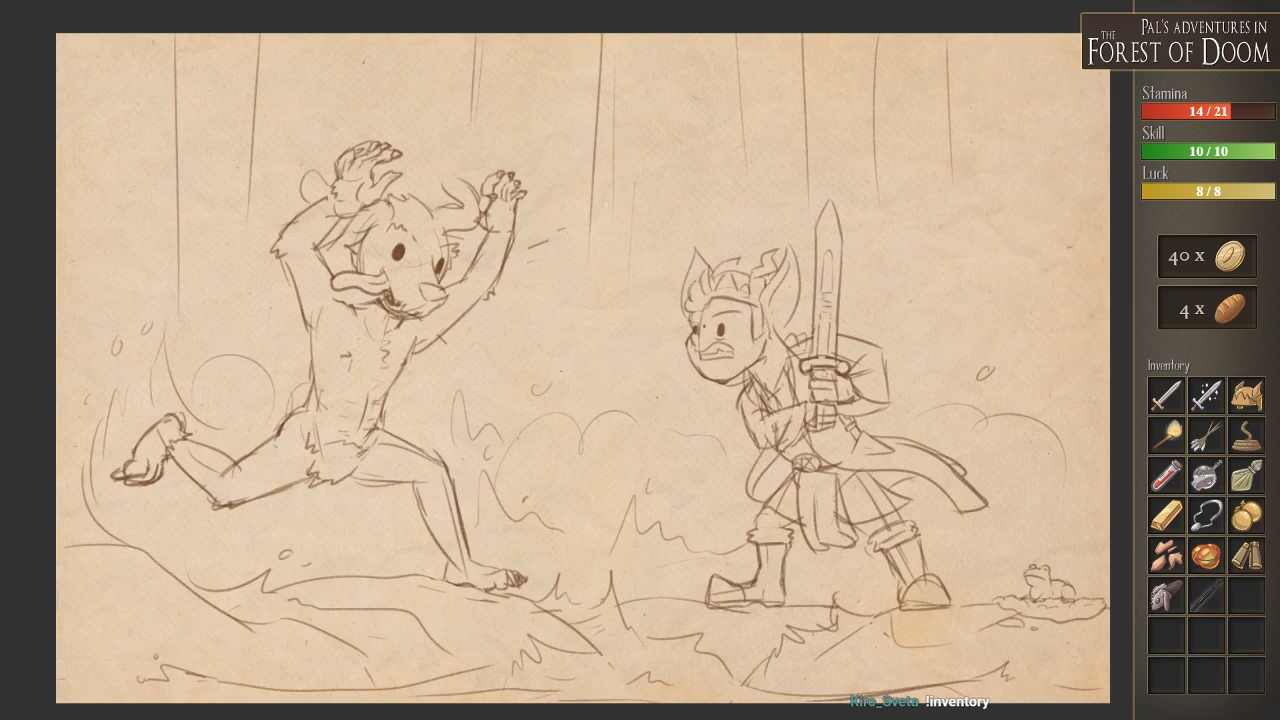 PAL'S ADVENTURES IN
THE
FOREST OF DOOM
Stamina
14 / 21
Skill
10 / 10
Luck
8 / 8
40 x
4 x
Inventory
Kiro_Sveta !inventory